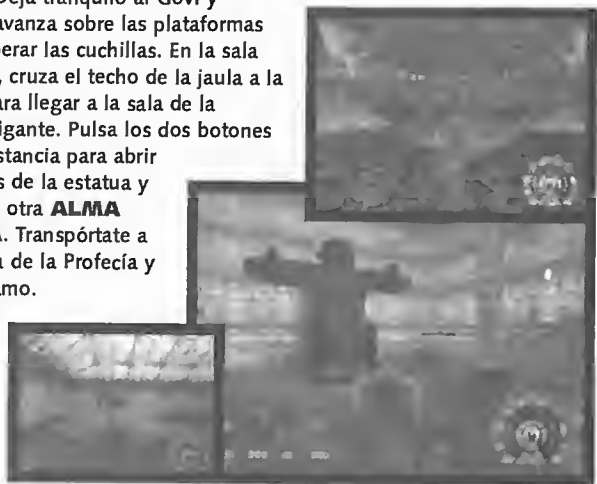 Deja tranquilo al Govi y
avanza sobre las plataformas
erar las cuchillas. En la sala
, cruza el techo de la jaula a la
ara llegar a la sala de la
igante. Pulsa los dos botones
stancia para abrir
s de la estatua y
otra ALMA
. Transpórtate a
a de la Profecía y
amo.